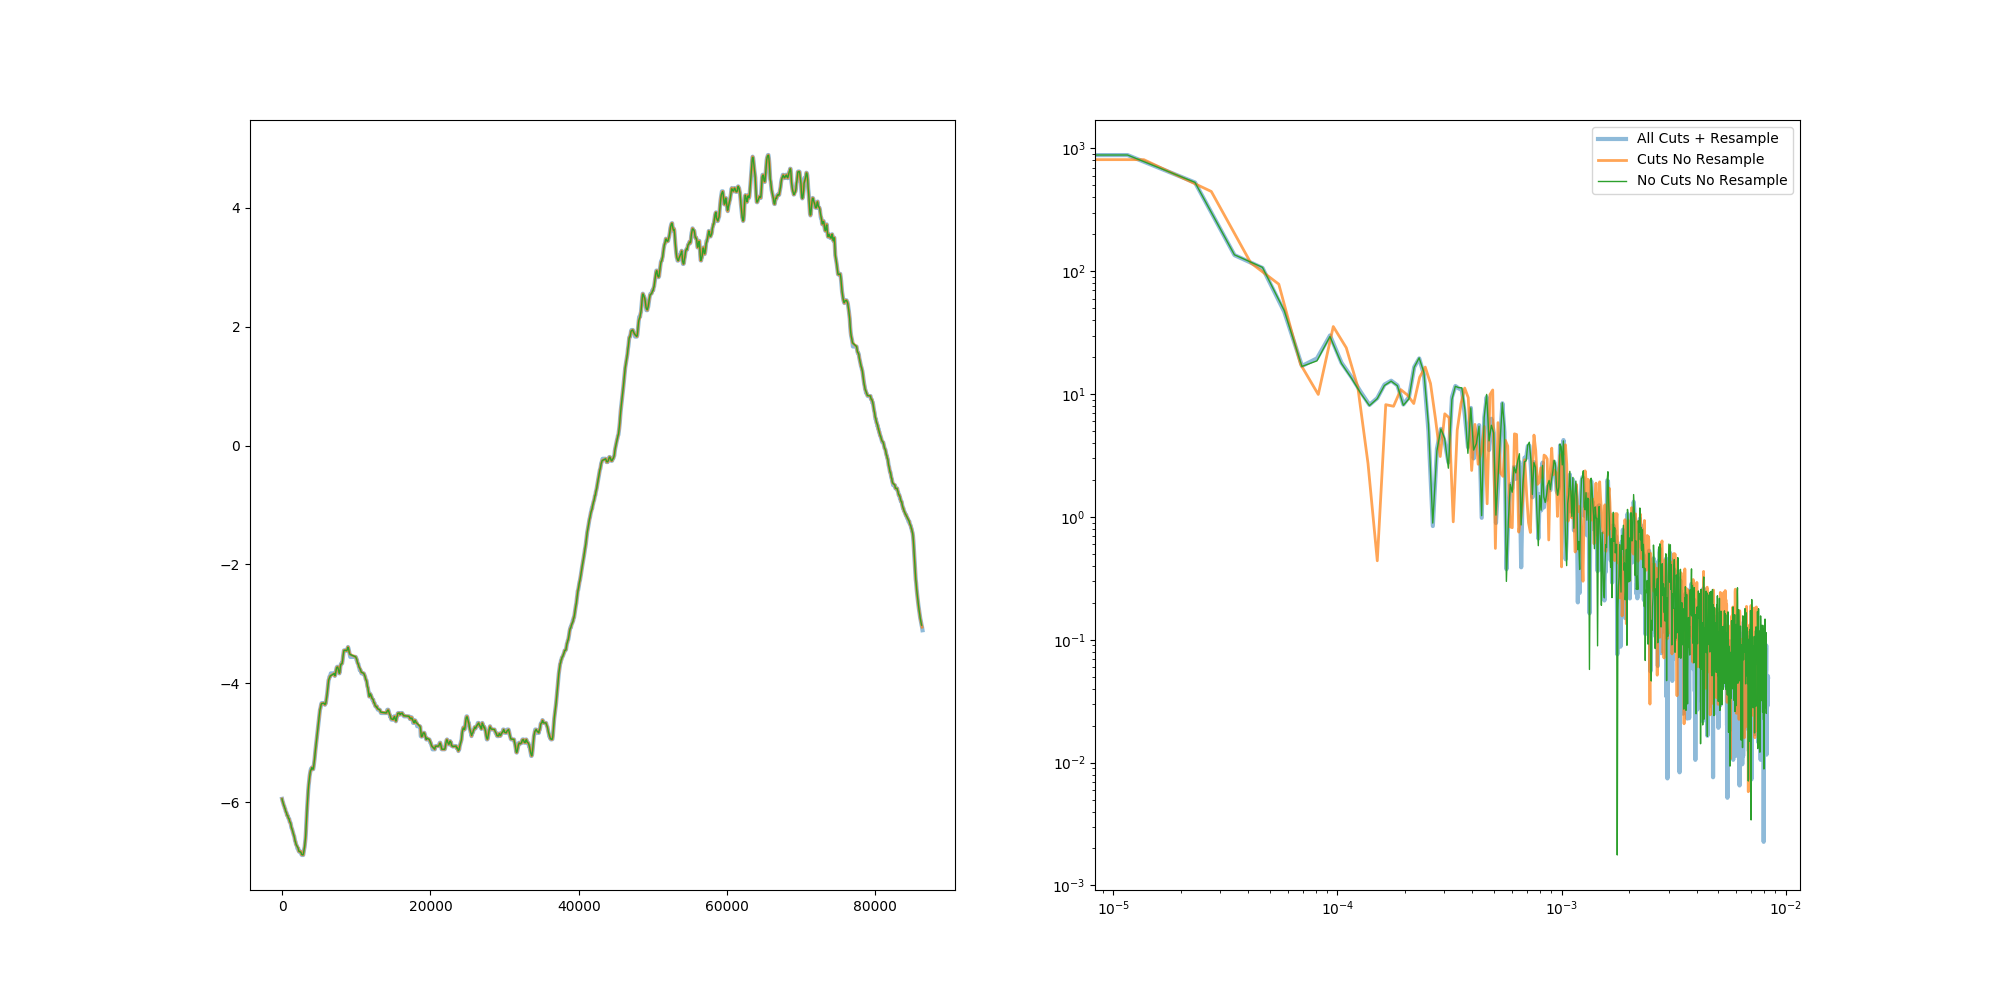 4
2
0
−2
−4
−6
0 20000 40000 60000 80000
10³
10²
10¹
10⁰
10⁻¹
10⁻²
10⁻³
10⁻⁵ 10⁻⁴ 10⁻³ 10⁻²
All Cuts + Resample
Cuts No Resample
No Cuts No Resample